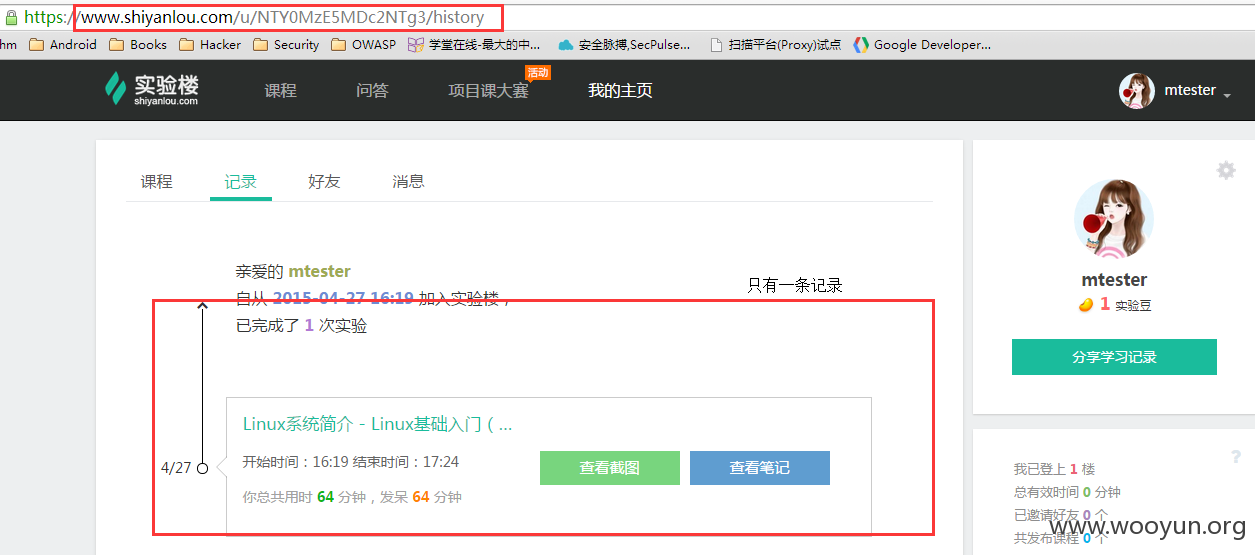 https://www.shiyanlou.com/u/NTY0MzE5MDc2NTg3/history
hm Android Books Hacker Security OWASP 学堂在线-最大的中... 安全脉搏,SecPulse... 扫描平台(Proxy)试点 Google Developer...
实验楼
shiyanlou.com
课程 问答 项目课大赛 活动 我的主页 mtester
课程 记录 好友 消息
亲爱的 mtester
只有一条记录
自从 2015-04-27 16:19 加入实验楼，
已完成了 1 次实验
Linux系统简介 - Linux基础入门 ( ...
4/27
开始时间：16:19 结束时间：17:24
查看截图 查看笔记
你总共用时 64 分钟，发呆 64 分钟
mtester
1 实验豆
分享学习记录
?
我已登上 1 楼
总有效时间 0 分钟
已邀请好友 0 个
共发布课程 0 个
www.wooyun.org